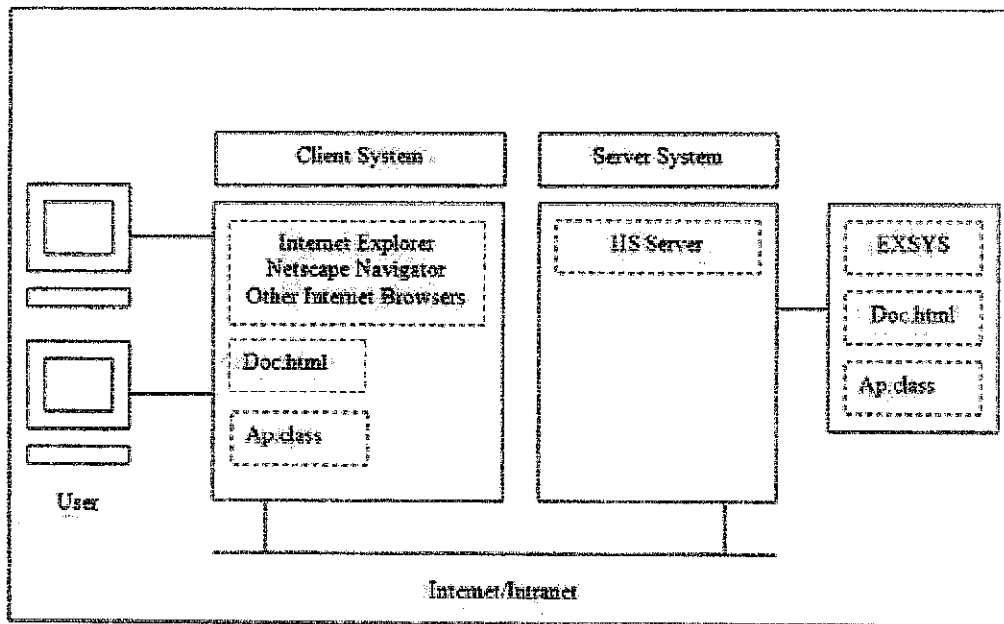 Client System
Server System
Internet Explorer
Netscape Navigator
Other Internet Browsers
Doc.html
Ap.class
IIS Server
EXSYS
Doc.html
Ap.class
User
Internet/Intranet